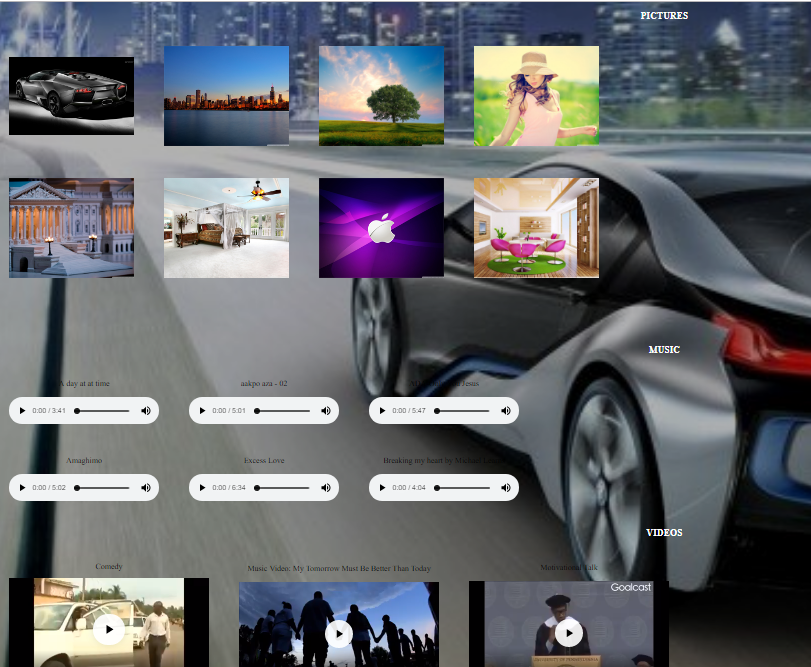 PICTURES
MUSIC
A day at at time
aakpo aza - 02
Jesus
0:00 / 3:41
0:00 / 5:01
0:00 / 5:47
Amaghimo
Excess Love
Breaking my heart by Michael
0:00 / 5:02
0:00 / 6:34
0:00 / 4:04
VIDEOS
Comedy
Music Video: My Tomorrow Must Be Better Than Today
Motivational Talk
Goalcast